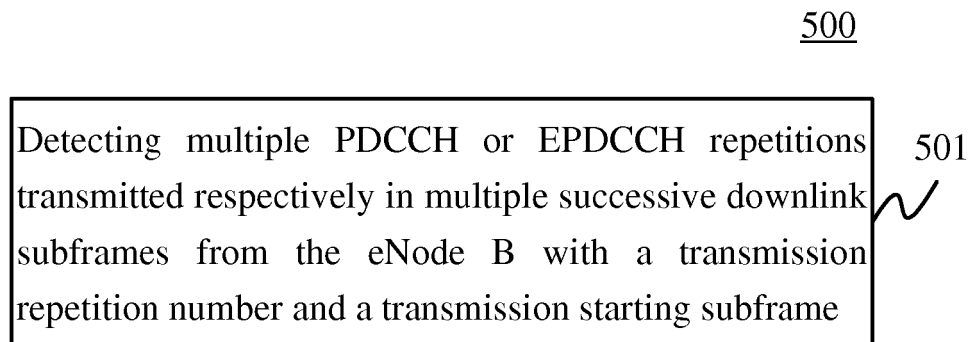 500
Detecting multiple PDCCH or EPDCCH repetitions
501
transmitted respectively in multiple successive downlink
subframes from the eNode B with a transmission
repetition number and a transmission starting subframe